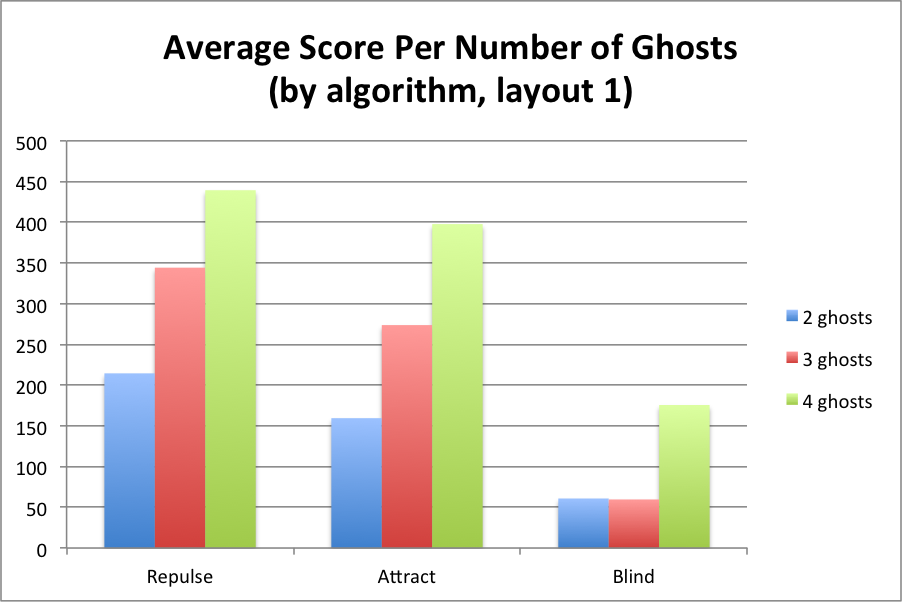 Average Score Per Number of Ghosts
(by algorithm, layout 1)
500
450
400
350
300
250
200
150
100
50
0
Repulse
Attract
Blind
2 ghosts
3 ghosts
4 ghosts